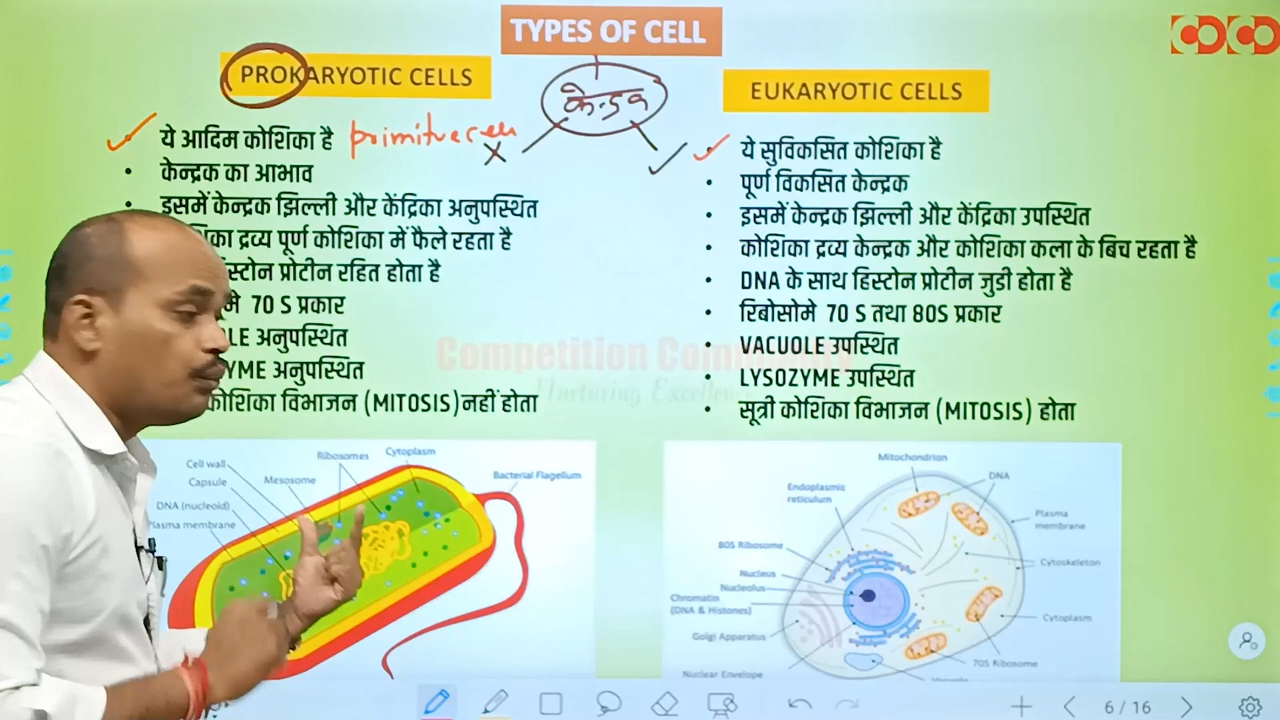 TYPES OF CELL
PROKARYOTIC CELLS
केन्द्रक
EUKARYOTIC CELLS
ये आदिम कोशिका है primitive cell
केन्द्रक का आभाव
इसमें केन्द्रक झिल्ली और केंद्रिका अनुपस्थित
िका द्रव्य पूर्ण कोशिका में फैले रहता है
स्टोन प्रोटीन रहित होता है
मे 70 S प्रकार
LE अनुपस्थित
YME अनुपस्थित
कोशिका विभाजन (MITOSIS) नहीं होता
ये सुविकसित कोशिका है
पूर्ण विकसित केन्द्रक
इसमें केन्द्रक झिल्ली और केंद्रिका उपस्थित
कोशिका द्रव्य केन्द्रक और कोशिका कला के बिच रहता है
DNA के साथ हिस्टोन प्रोटीन जुडी होता है
रिबोसोमे 70 S तथा 80S प्रकार
VACUOLE उपस्थित
LYSOZYME उपस्थित
सूत्री कोशिका विभाजन (MITOSIS) होता
Competition Community
Nurturing Excellence
Cell wall
Capsule
DNA (nucleoid)
Plasma membrane
Mesosome
Ribosomes
Cytoplasm
Bacterial Flagellum
Mitochondrion
DNA
Endoplasmic
reticulum
Plasma
membrane
80S Ribosome
Cytoskeleton
Nucleus
Nucleolus
Chromatin
(DNA & Histones)
Cytoplasm
Golgi Apparatus
70S Ribosome
Nuclear Envelope
6 / 16